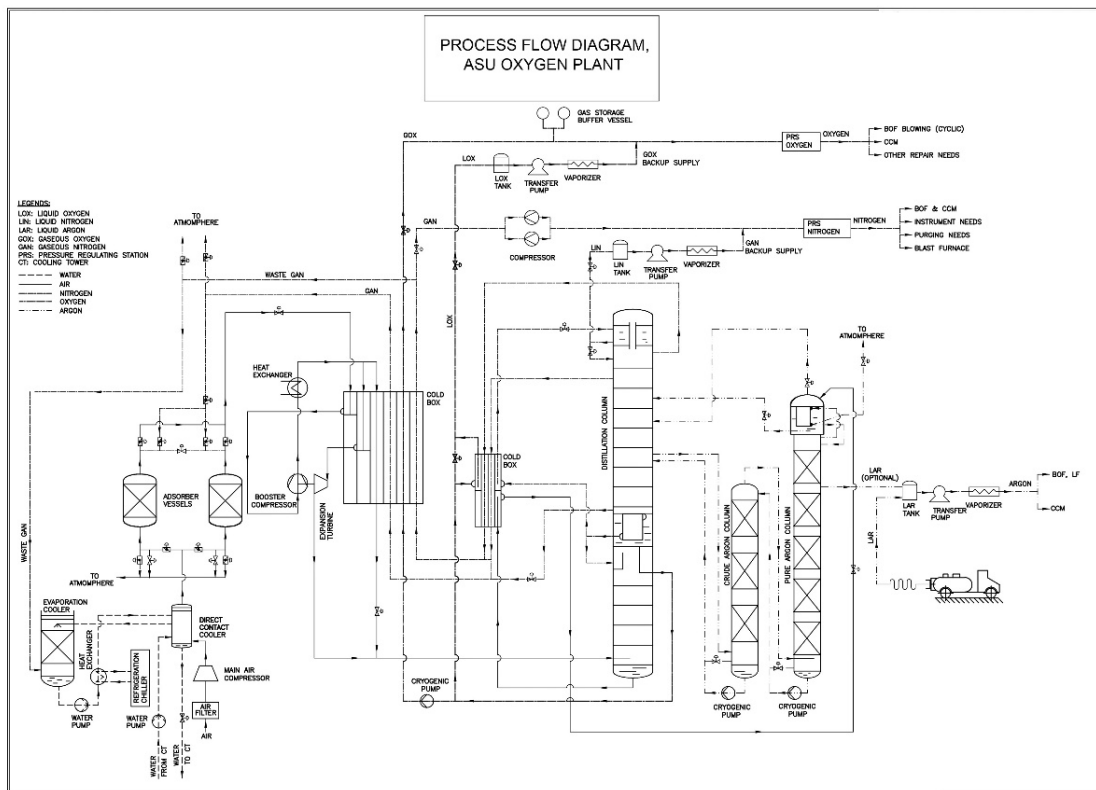 PROCESS FLOW DIAGRAM,
ASU OXYGEN PLANT
GAS STORAGE
BUFFER VESSEL
GOX
PRS
OXYGEN
OXYGEN
BOF BLOWING (CYCLIC)
CCM
OTHER REPAIR NEEDS
LOX
LOX
TANK
TRANSFER
PUMP
VAPORIZER
GOX
BACKUP SUPPLY
LEGENDS:
LOX: LIQUID OXYGEN
LIN: LIQUID NITROGEN
LAR: LIQUID ARGON
GOX: GASEOUS OXYGEN
GAN: GASEOUS NITROGEN
PRS: PRESSURE REGULATING STATION
CT: COOLING TOWER
WATER
AIR
NITROGEN
OXYGEN
ARGON
TO
ATMOMPHERE
GAN
COMPRESSOR
PRS
NITROGEN
NITROGEN
BOF & CCM
INSTRUMENT NEEDS
PURGING NEEDS
BLAST FURNACE
LIN
LIN
TANK
TRANSFER
PUMP
VAPORIZER
GAN
BACKUP SUPPLY
WASTE GAN
GAN
LOX
HEAT
EXCHANGER
COLD
BOX
COLD
BOX
BOOSTER
COMPRESSOR
EXPANSION
TURBINE
DISTILLATION COLUMN
CRUDE ARGON COLUMN
PURE ARGON COLUMN
TO
ATMOMPHERE
LAR
(OPTIONAL)
LAR
TANK
TRANSFER
PUMP
VAPORIZER
ARGON
BOF, LF
CCM
LAR
ADSORBER
VESSELS
WASTE GAN
TO
ATMOMPHERE
EVAPORATION
COOLER
HEAT
EXCHANGER
REFRIGERATION
CHILLER
DIRECT
CONTACT
COOLER
MAIN AIR
COMPRESSOR
AIR
FILTER
AIR
WATER
PUMP
WATER
PUMP
WATER
FROM CT
WATER
TO CT
CRYOGENIC
PUMP
CRYOGENIC
PUMP
CRYOGENIC
PUMP